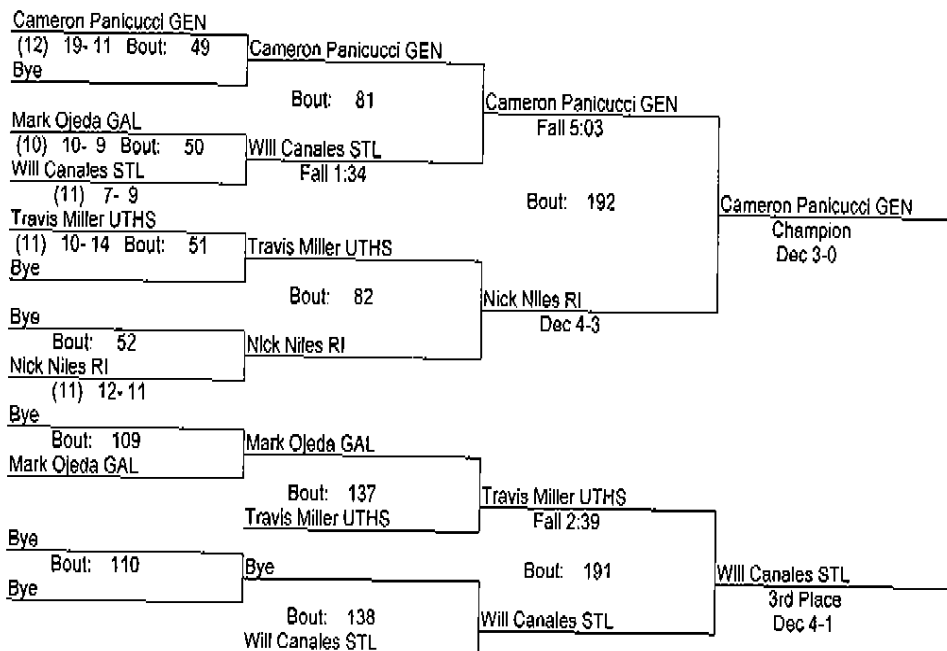 Cameron Panicucci GEN
(12) 19-11 Bout: 49
Bye
Cameron Panicucci GEN
Bout: 81
Mark Ojeda GAL
(10) 10-9 Bout: 50
Will Canales STL
(11) 7-9
Will Canales STL
Fall 1:34
Cameron Panicucci GEN
Fall 5:03
Travis Miller UTHS
(11) 10-14 Bout: 51
Bye
Travis Miller UTHS
Bout: 82
Bye
Bout: 52
Nick Niles RI
(11) 12-11
Nick Niles RI
Nick Niles RI
Dec 4-3
Bout: 192
Cameron Panicucci GEN
Champion
Dec 3-0
Bye
Bout: 109
Mark Ojeda GAL
Mark Ojeda GAL
Bout: 137
Travis Miller UTHS
Travis Miller UTHS
Fall 2:39
Bye
Bout: 110
Bye
Bye
Bout: 138
Will Canales STL
Will Canales STL
Bout: 191
Will Canales STL
3rd Place
Dec 4-1